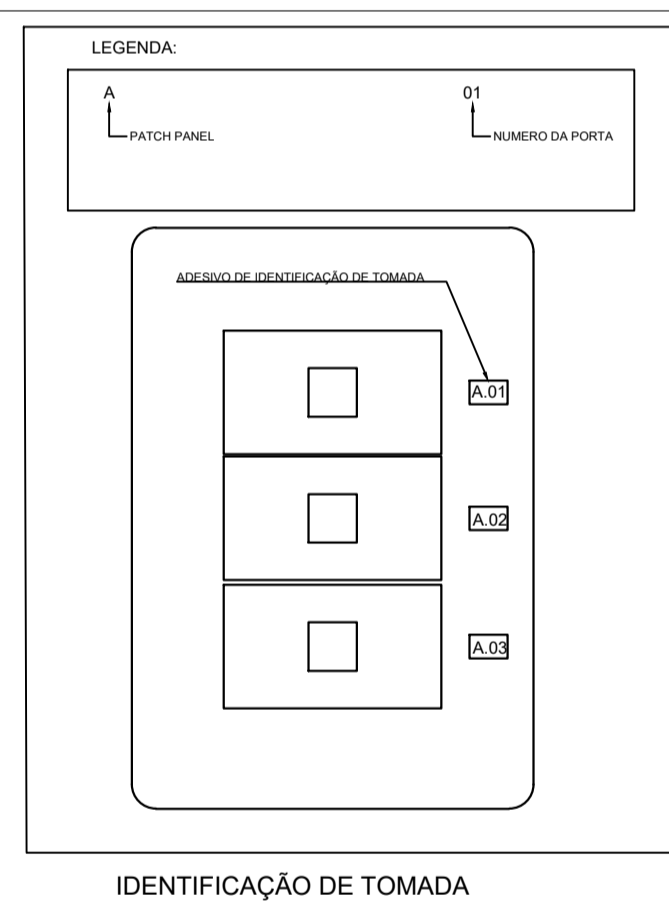 LEGENDA:
A 01
PATCH PANEL NUMERO DA PORTA
ADESIVO DE IDENTIFICAÇÃO DE TOMADA
A.01
A.02
A.03
IDENTIFICAÇÃO DE TOMADA